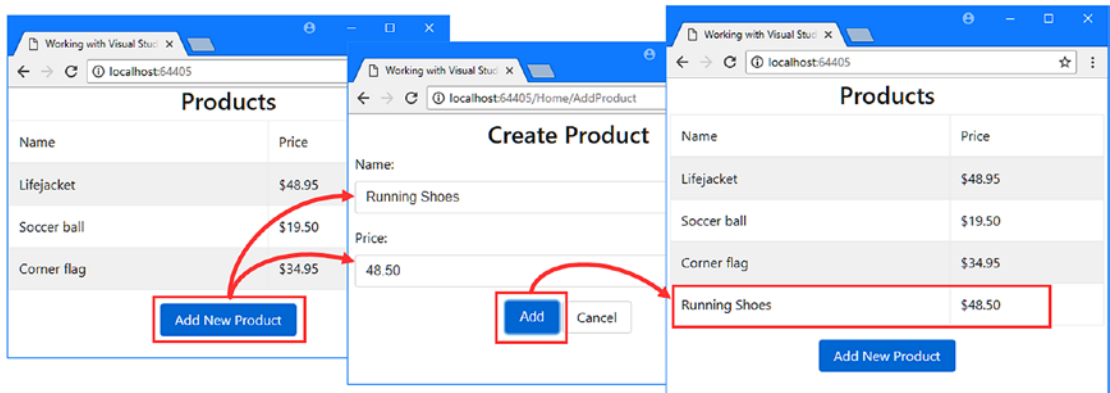 Working with Visual Stud
localhost:64405
Products
Name Price
Lifejacket $48.95
Soccer ball $19.50
Corner flag $34.95
Add New Product
Working with Visual Stud
localhost:64405/Home/AddProduct
Create Product
Name:
Running Shoes
Price:
48.50
Add Cancel
Working with Visual Stud
localhost:64405
Products
Name Price
Lifejacket $48.95
Soccer ball $19.50
Corner flag $34.95
Running Shoes $48.50
Add New Product